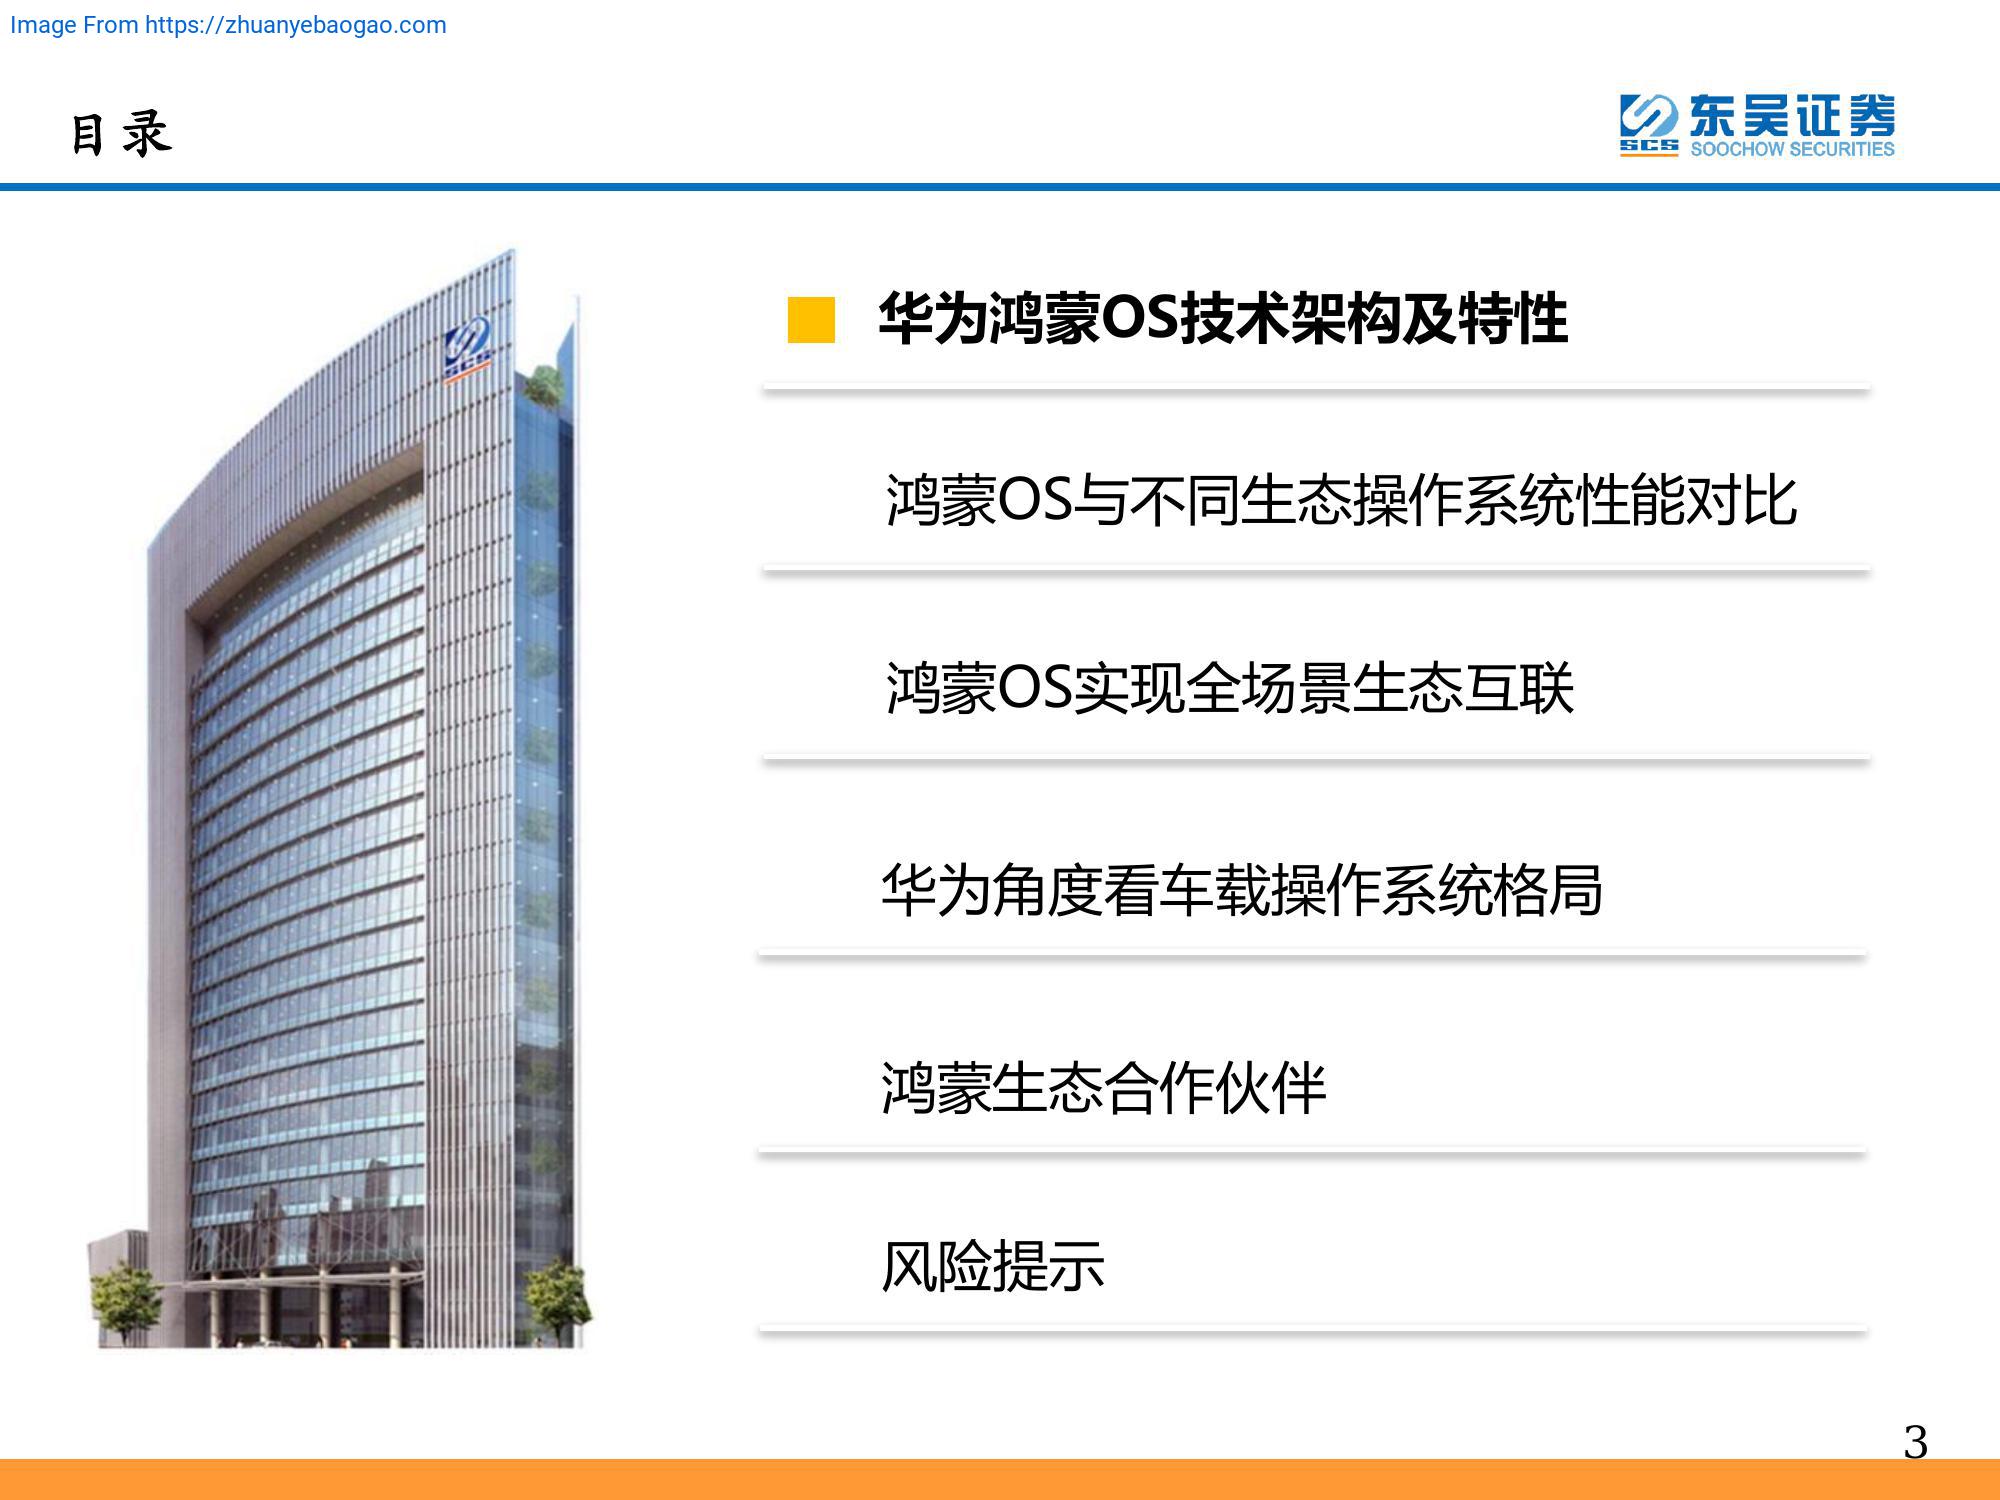 Image From https://zhuanyebaogao.com
目录
东吴证券
SCS
SOOCHOW SECURITIES
SCS
华为鸿蒙OS技术架构及特性
鸿蒙OS与不同生态操作系统性能对比
鸿蒙OS实现全场景生态互联
华为角度看车载操作系统格局
鸿蒙生态合作伙伴
风险提示
3